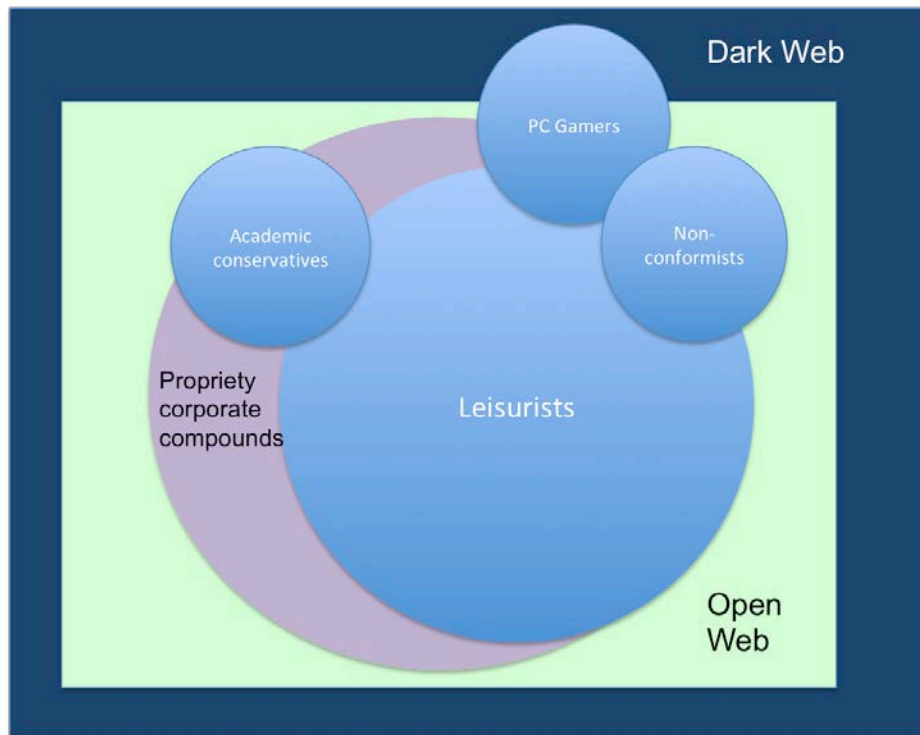 Dark Web
PC Gamers
Academic
conservatives
Non-
conformists
Propriety
corporate
compounds
Leisurists
Open
Web